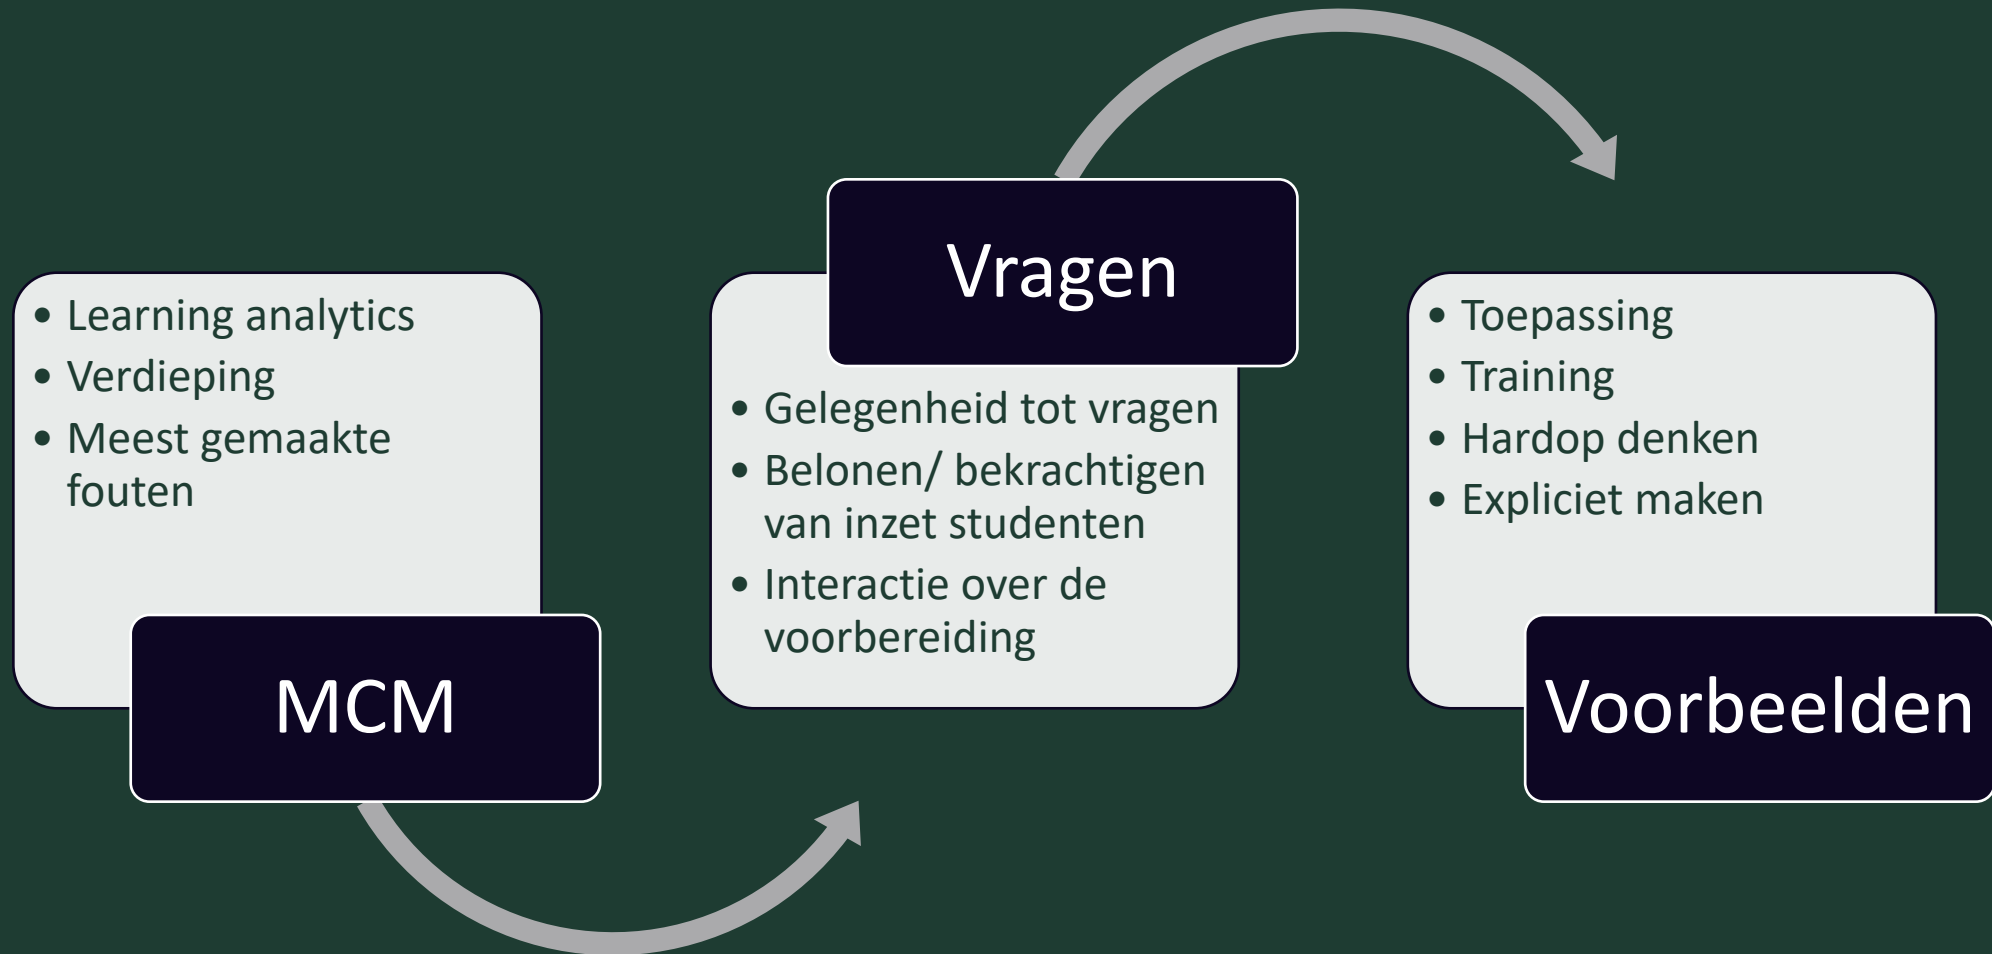 • Learning analytics
• Verdieping
• Meest gemaakte
fouten
MCM
Vragen
• Gelegenheid tot vragen
• Belonen/ bekrachtigen
van inzet studenten
• Interactie over de
voorbereiding
• Toepassing
• Training
• Hardop denken
• Expliciet maken
Voorbeelden